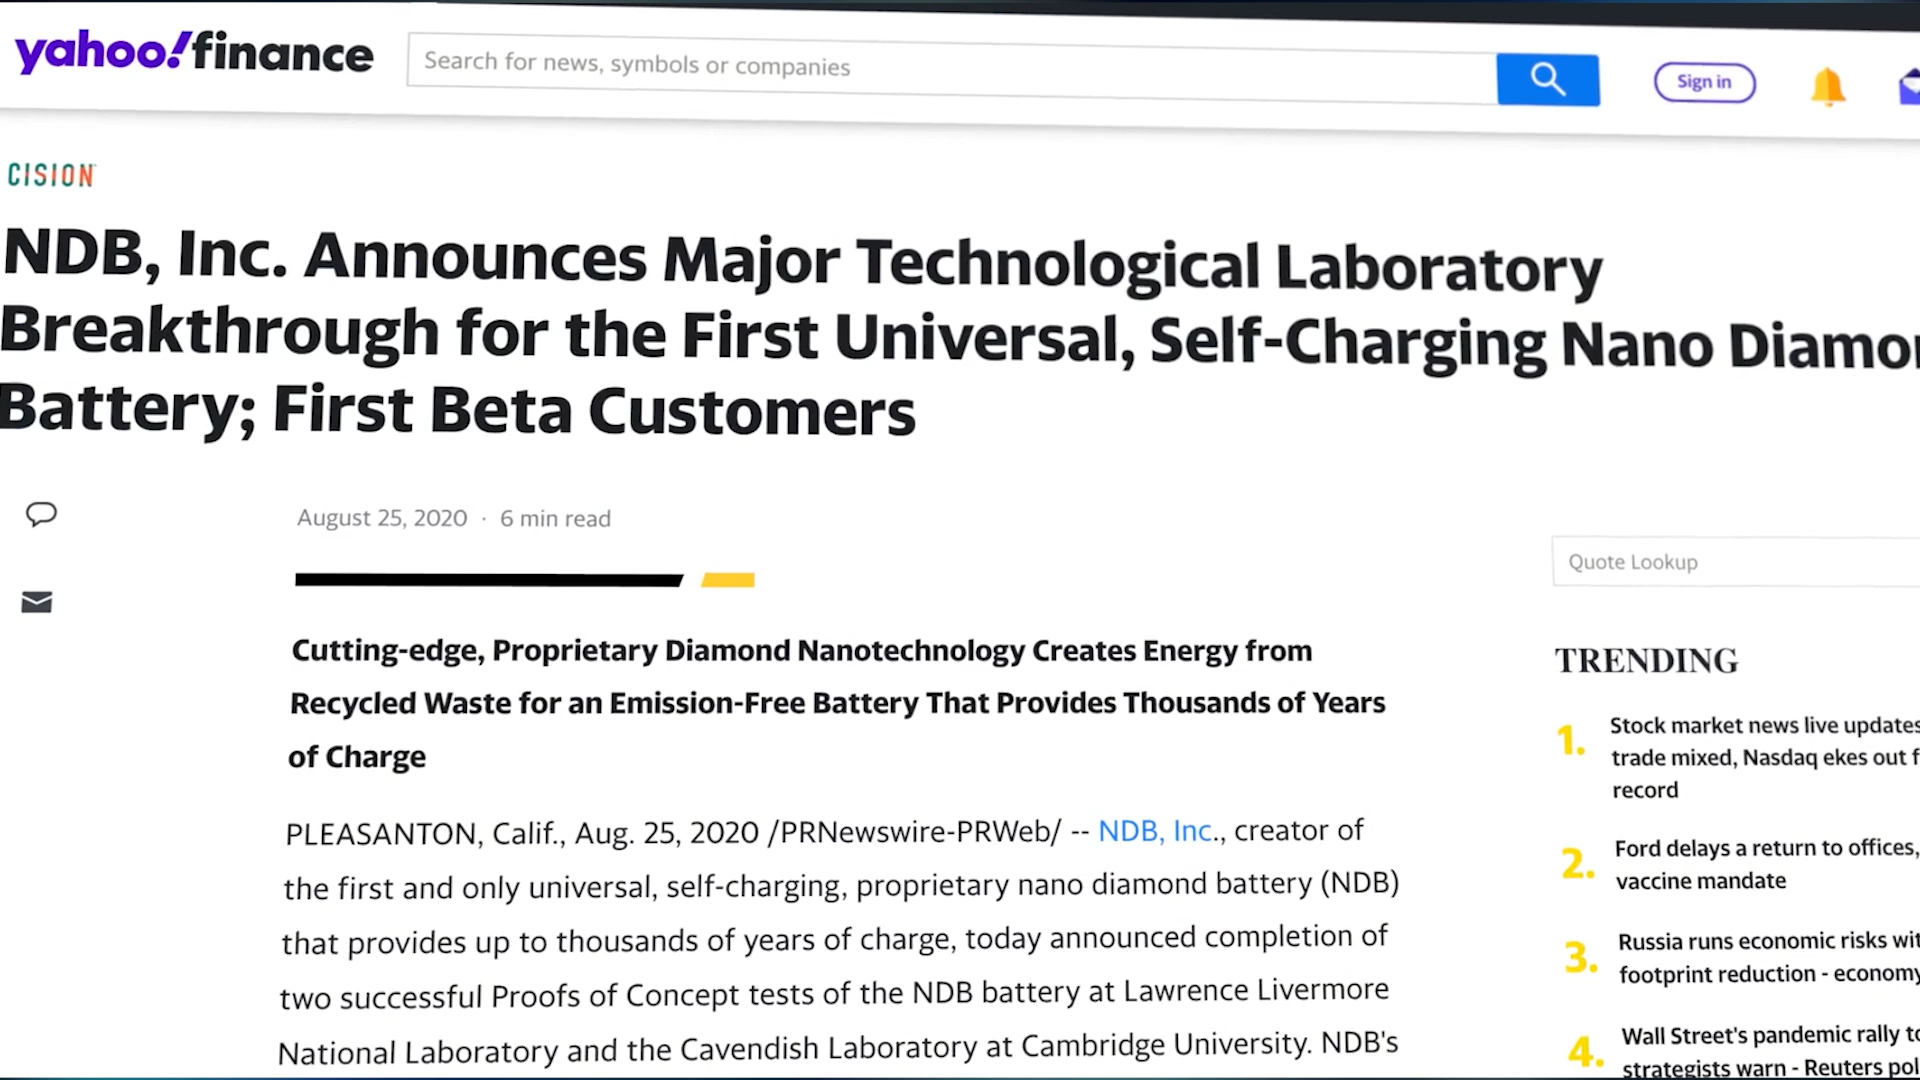 yahoo!finance
Search for news, symbols or companies
Sign in
CISION
NDB, Inc. Announces Major Technological Laboratory
Breakthrough for the First Universal, Self-Charging Nano
Battery; First Beta Customers
August 25, 2020 · 6 min read
Cutting-edge, Proprietary Diamond Nanotechnology Creates Energy from
Recycled Waste for an Emission-Free Battery That Provides Thousands of Years
of Charge
PLEASANTON, Calif., Aug. 25, 2020 /PRNewswire-PRWeb/ -- NDB, Inc., creator of
the first and only universal, self-charging, proprietary nano diamond battery (NDB)
that provides up to thousands of years of charge, today announced completion of
two successful Proofs of Concept tests of the NDB battery at Lawrence Livermore
National Laboratory and the Cavendish Laboratory at Cambridge University. NDB's
Quote Lookup
TRENDING
1. Stock market news live updates
trade mixed, Nasdaq ekes out
record
2. Ford delays a return to offices,
vaccine mandate
3. Russia runs economic risks
footprint reduction - economy
4. Wall Street's pandemic rally
strategists warn - Reuters